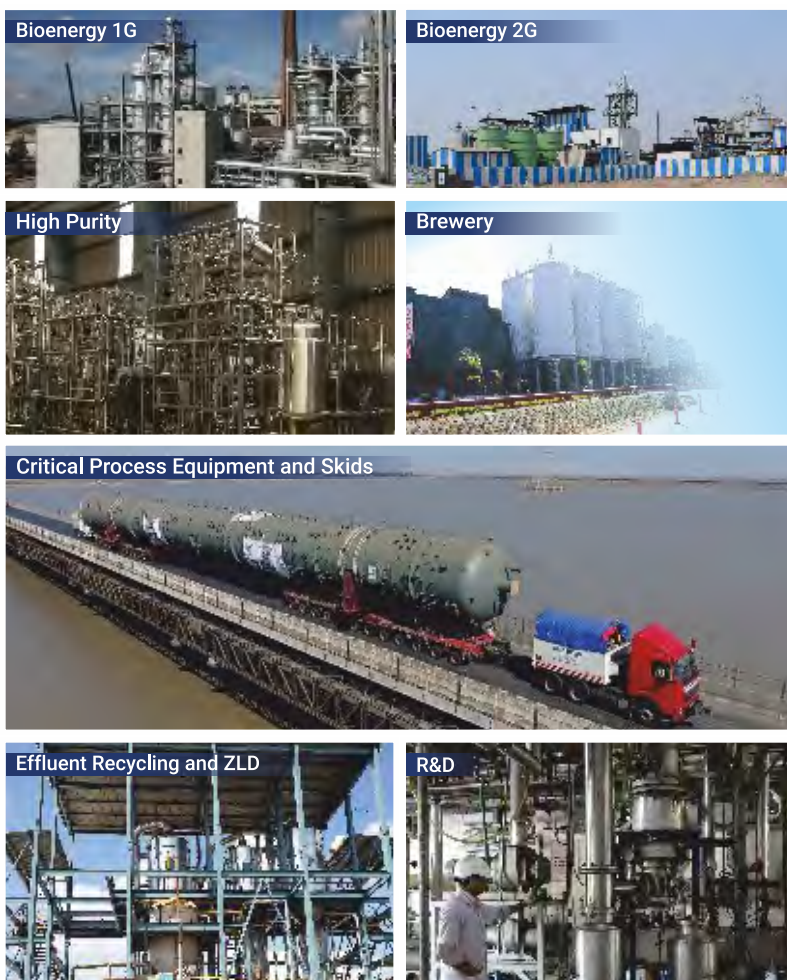 Bioenergy 1G
Bioenergy 2G
High Purity
Brewery
Critical Process Equipment and Skids
Effluent Recycling and ZLD
R&D